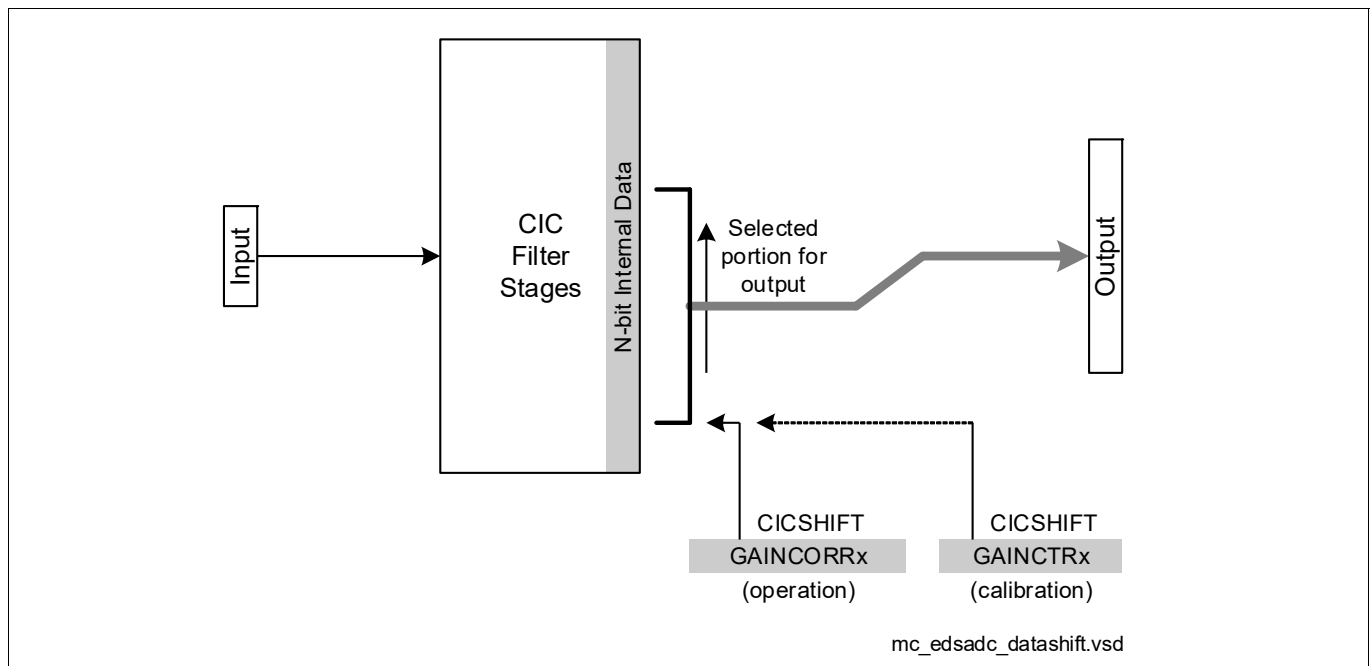 Input
CIC
Filter
Stages
N-bit Internal Data
Selected
portion for
output
Output
CICSHIFT
GAINCORRx
(operation)
CICSHIFT
GAINCTRx
(calibration)
mc_edsadc_datashift.vsd